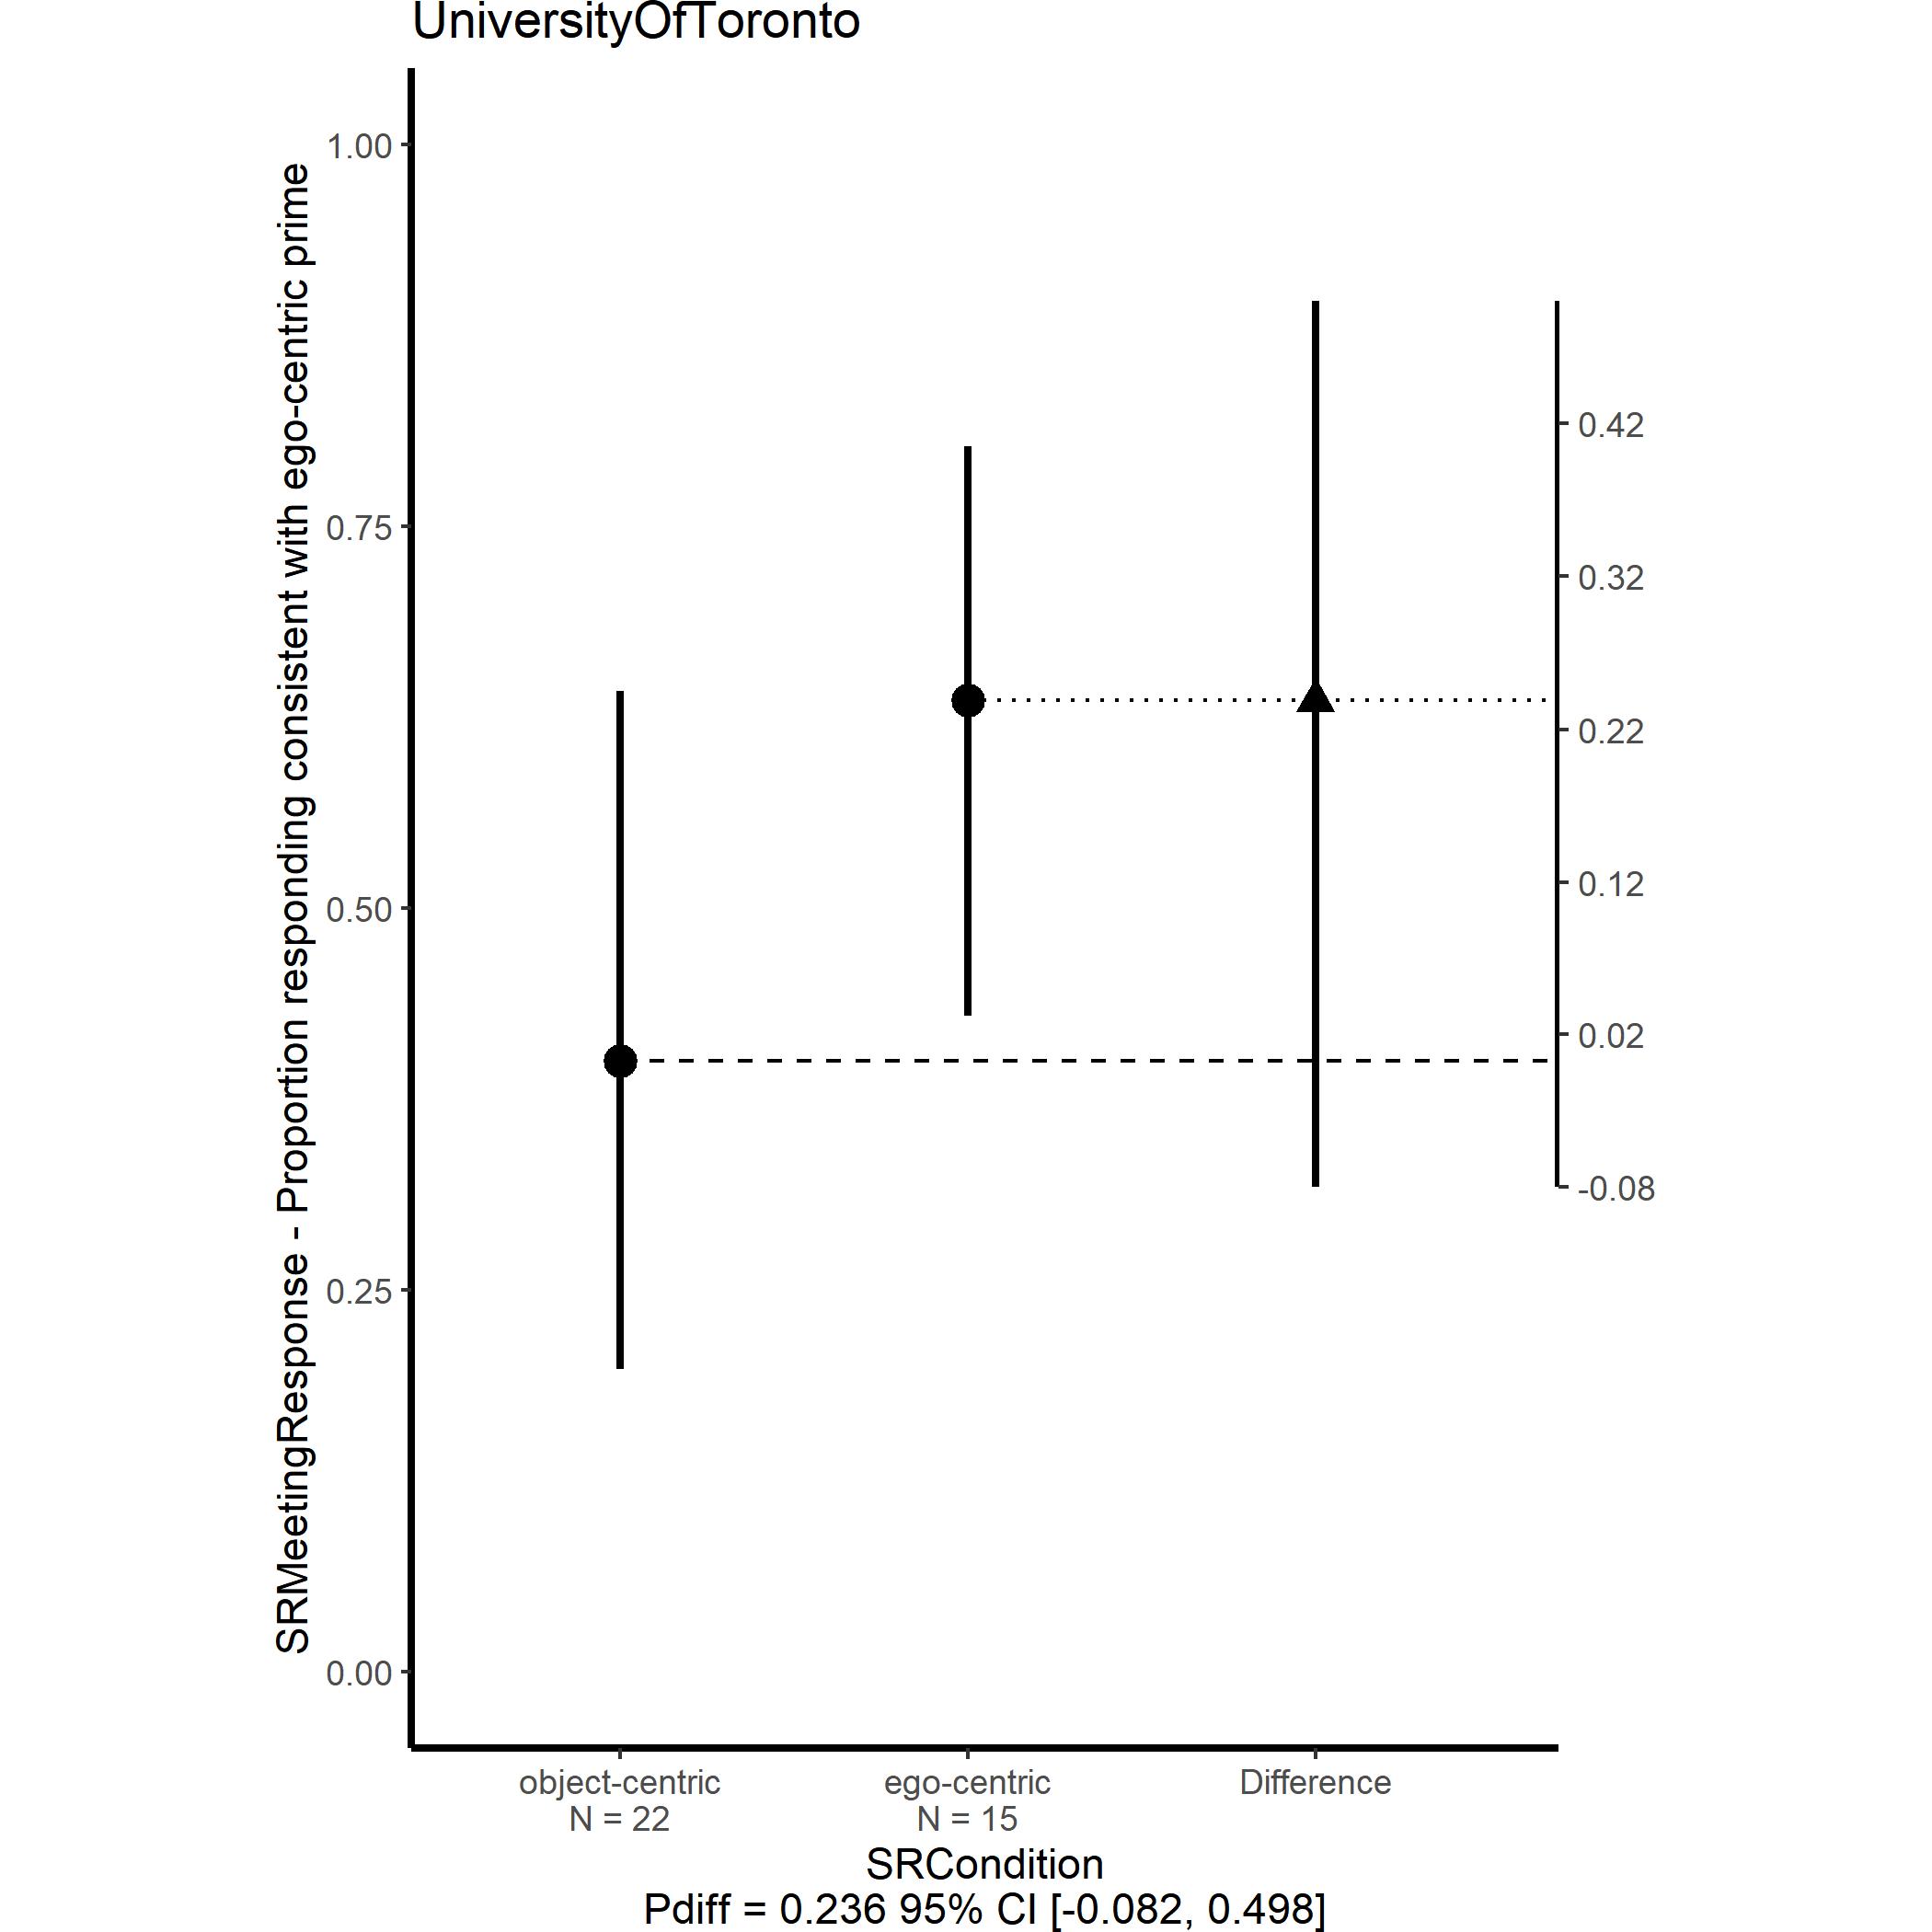 UniversityOfToronto
SRMeetingResponse - Proportion responding consistent with ego-centric prime
1.00
0.75
0.50
0.25
0.00
0.42
0.32
0.22
0.12
0.02
-0.08
object-centric
N = 22
ego-centric
N = 15
Difference
SRCondition
Pdiff = 0.236 95% CI [-0.082, 0.498]